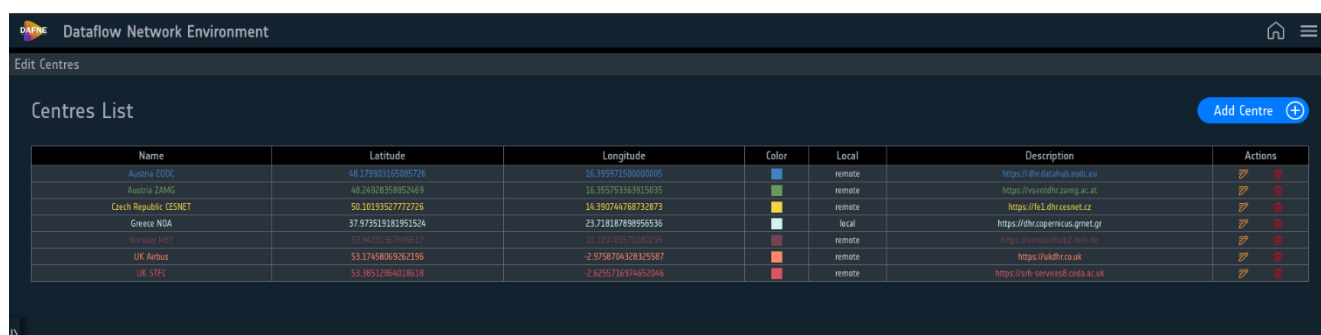 DAFNE Dataflow Network Environment
Edit Centres
Centres List
Add Centre
Name Latitude Longitude Color Local Description Actions
Austria EODC 48.179903165085726 16.395971500000005 remote https://dhr.datahub.eodc.eu
Austria ZAMG 48.24928358852469 16.355753363915035 remote https://vsentdhr.zamg.ac.at
Czech Republic CESNET 50.10193527772726 14.390744768732873 remote https://fe1.dhr.cesnet.cz
Greece NOA 37.973519181951524 23.718187898956536 local https://dhr.copernicus.grnet.gr
Norway MET remote
UK Airbus 53.17458069262196 -2.9758704328325587 remote https://ukdhr.co.uk
UK STFC 53.38512864018618 -2.6255716974652046 remote https://srh-services8.ceda.ac.uk